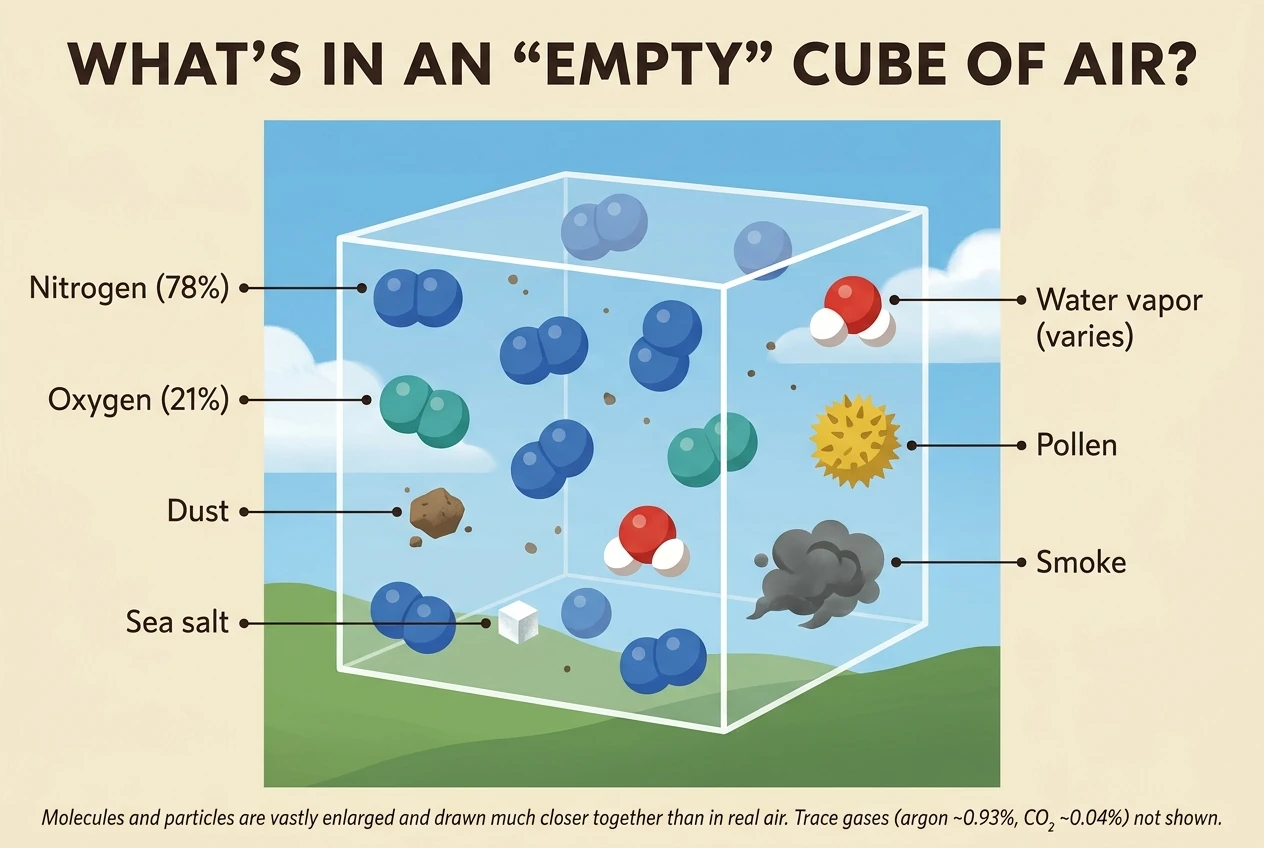 WHAT’S IN AN “EMPTY” CUBE OF AIR?
Nitrogen (78%)
Oxygen (21%)
Dust
Sea salt
Water vapor
(varies)
Pollen
Smoke
Molecules and particles are vastly enlarged and drawn much closer together than in real air. Trace gases (argon ~0.93%, CO₂ ~0.04%) not shown.